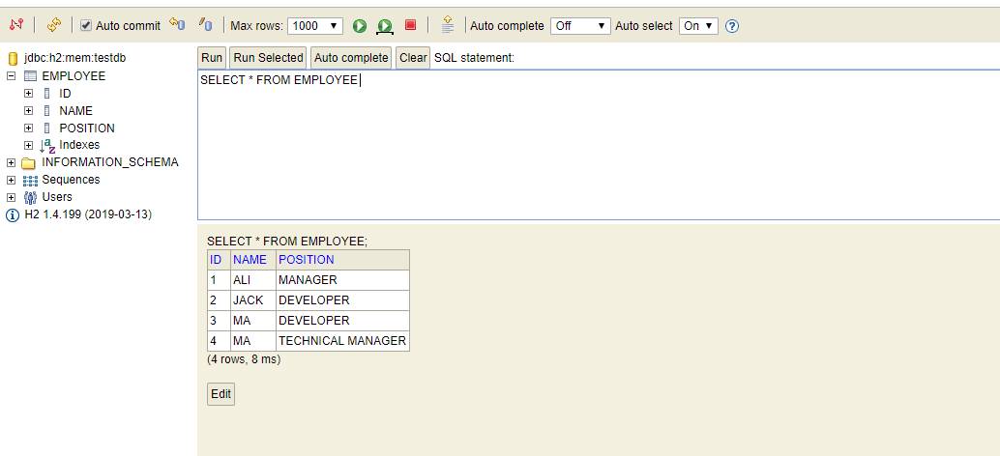 Auto commit Max rows: 1000 Auto complete Off Auto select On
jdbc:h2:mem:testdb
EMPLOYEE
ID
NAME
POSITION
Indexes
INFORMATION_SCHEMA
Sequences
Users
H2 1.4.199 (2019-03-13)
Run Run Selected Auto complete Clear SQL statement:
SELECT * FROM EMPLOYEE
SELECT * FROM EMPLOYEE;
ID NAME POSITION
1 ALI MANAGER
2 JACK DEVELOPER
3 MA DEVELOPER
4 MA TECHNICAL MANAGER
(4 rows, 8 ms)
Edit